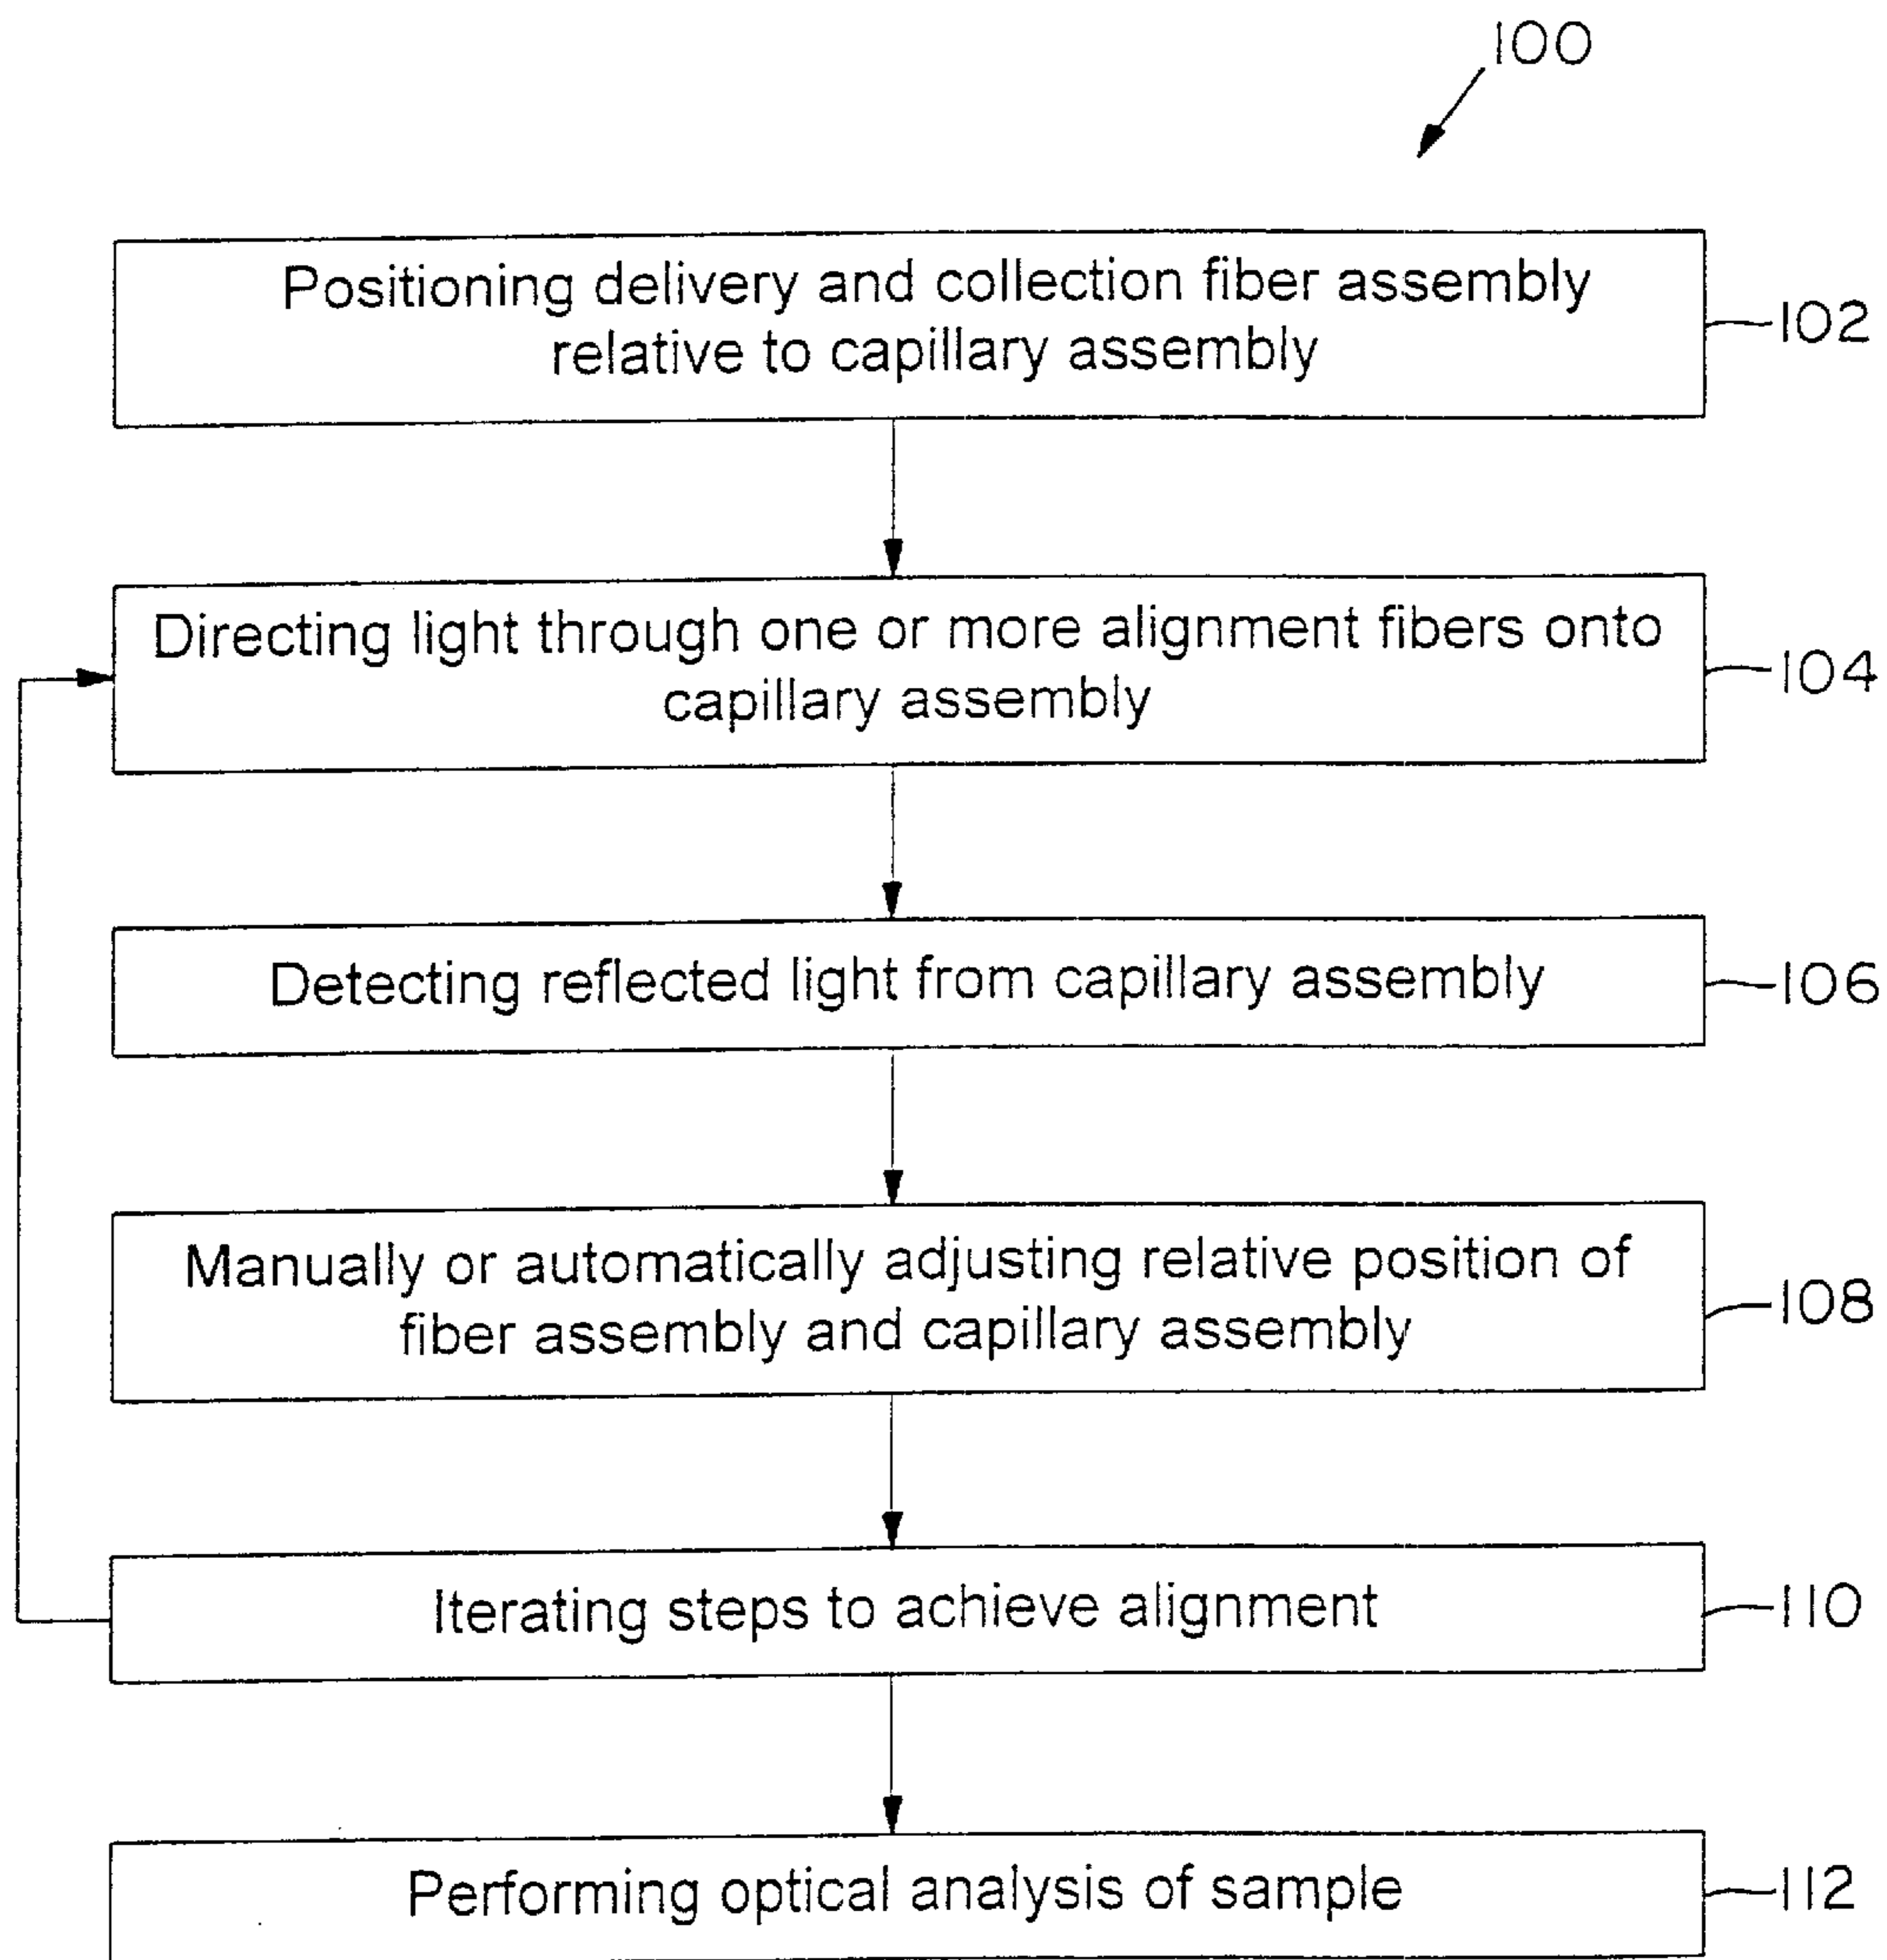 100
Positioning delivery and collection fiber assembly
relative to capillary assembly
102
Directing light through one or more alignment fibers onto
capillary assembly
104
Detecting reflected light from capillary assembly
106
Manually or automatically adjusting relative position of
fiber assembly and capillary assembly
108
Iterating steps to achieve alignment
110
Performing optical analysis of sample
112